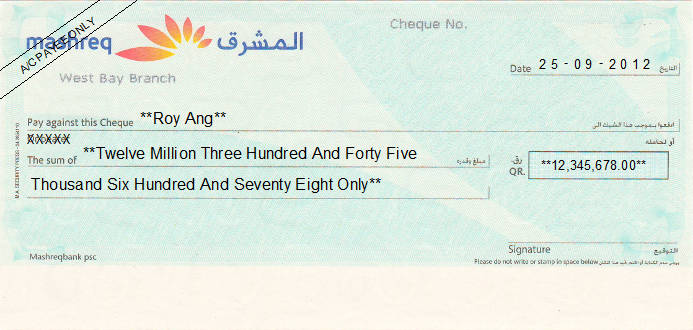 Cheque No.
A/C PAYEE ONLY
mashreq المشرق
West Bay Branch
Date 25-09-2012 التاريخ
Pay against this Cheque **Roy Ang** ادفعوا بموجب هذا الشيك الى
XXXXX أو لحامله
The sum of **Twelve Million Three Hundred And Forty Five مبلغ وقدره
ر.ق
QR. **12,345,678.00**
Thousand Six Hundred And Seventy Eight Only**
Signature التوقيع
Mashreqbank psc
Please do not write or stamp in space below